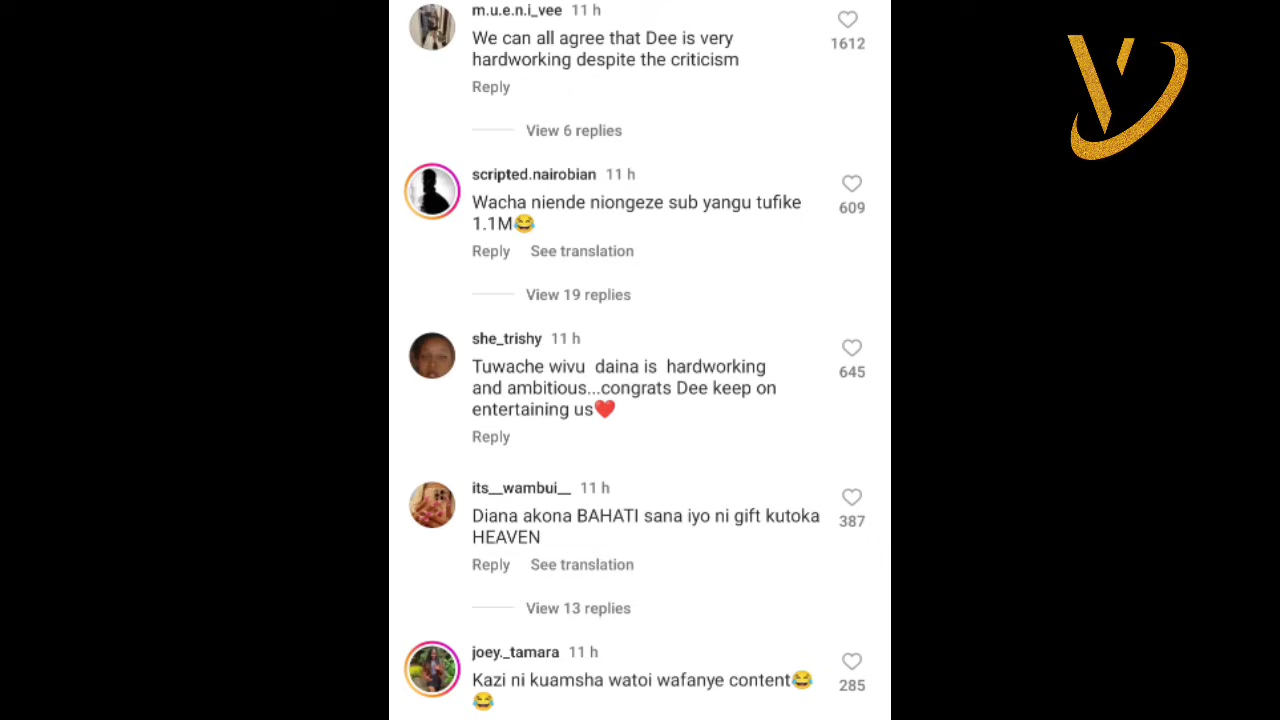 m.u.e.n.i_vee 11 h
We can all agree that Dee is very
hardworking despite the criticism
1612
Reply
View 6 replies
scripted.nairobian 11 h
Wacha niende niongeze sub yangu tufike
1.1M😂
609
Reply See translation
View 19 replies
she_trishy 11 h
Tuwache wivu daina is hardworking
and ambitious...congrats Dee keep on
entertaining us❤️
645
Reply
its__wambui__ 11 h
Diana akona BAHATI sana iyo ni gift kutoka
HEAVEN
387
Reply See translation
View 13 replies
joey._tamara 11 h
Kazi ni kuamsha watoi wafanye content😂
😂
285